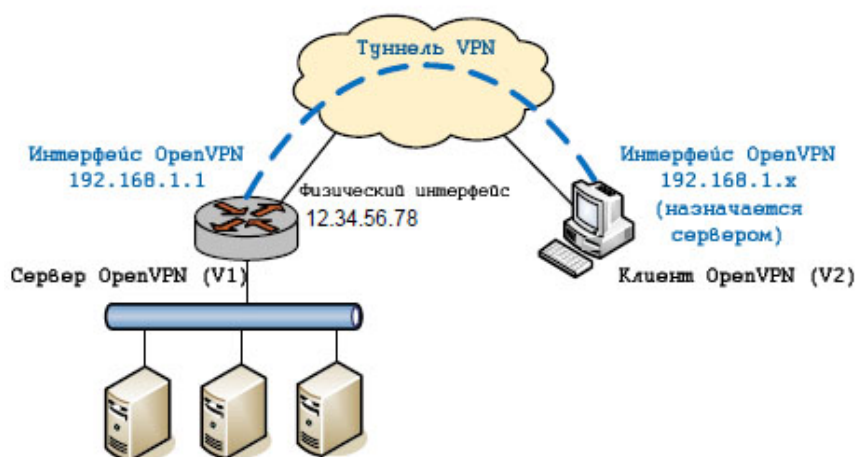 Туннель VPN
Интерфейс OpenVPN
192.168.1.1
Физический интерфейс
12.34.56.78
Интерфейс OpenVPN
192.168.1.x
(назначается
сервером)
Сервер OpenVPN (V1)
Клиент OpenVPN (V2)